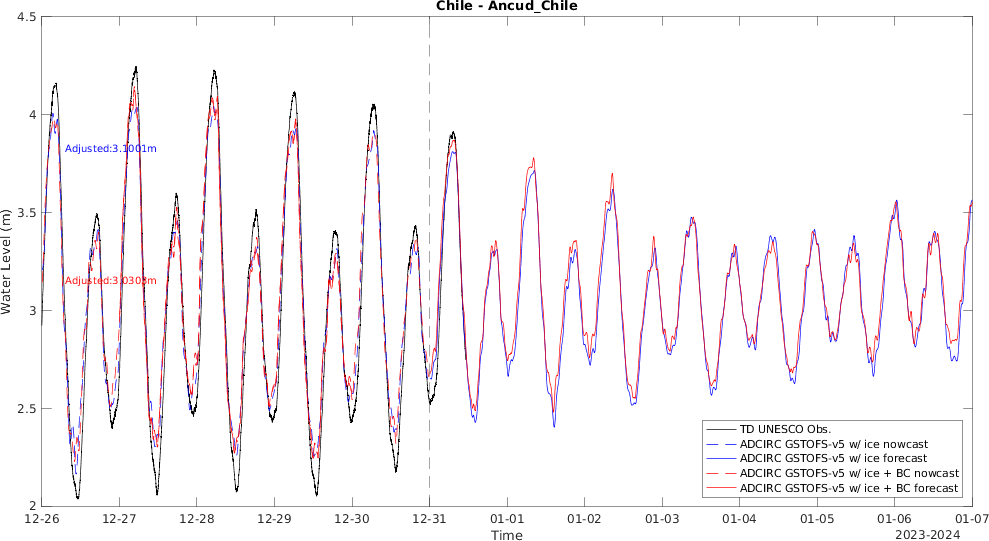 Chile - Ancud_Chile
4.5
4
3.5
3
2.5
2
Water Level (m)
Adjusted:3.1001m
Adjusted:3.0303m
TD UNESCO Obs.
ADCIRC GSTOFS-v5 w/ ice nowcast
ADCIRC GSTOFS-v5 w/ ice forecast
ADCIRC GSTOFS-v5 w/ ice + BC nowcast
ADCIRC GSTOFS-v5 w/ ice + BC forecast
12-26 12-27 12-28 12-29 12-30 12-31 01-01 01-02 01-03 01-04 01-05 01-06 01-07
Time
2023-2024